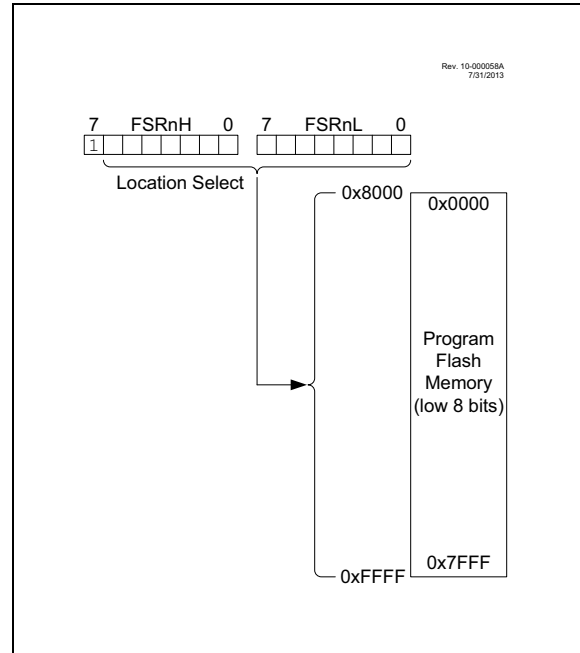 Rev. 10-000058A
7/31/2013
7 FSRnH 0 7 FSRnL 0
1
Location Select
0x8000
0x0000
Program
Flash
Memory
(low 8 bits)
0x7FFF
0xFFFF